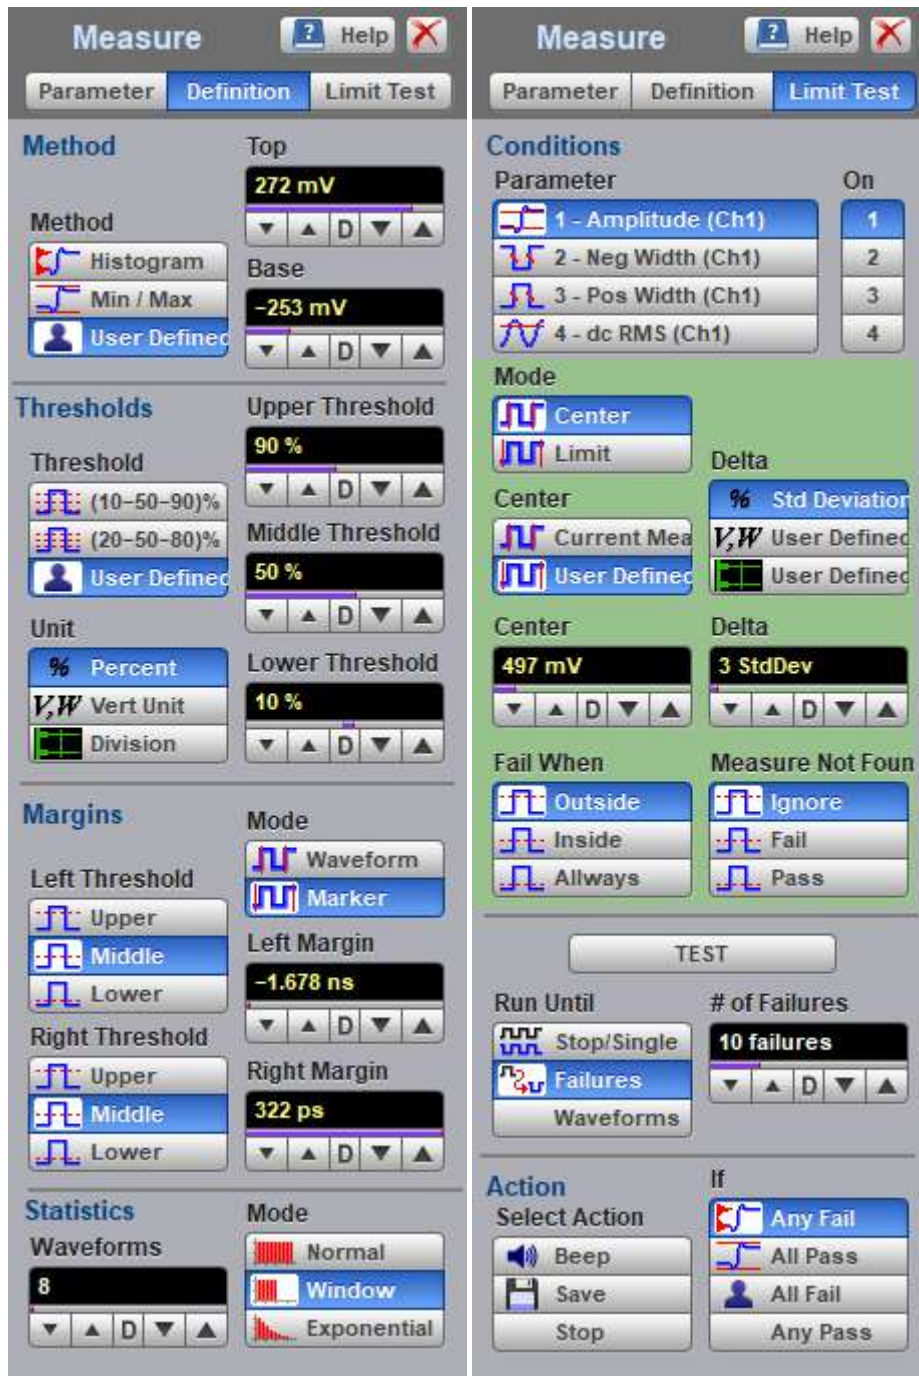 Measure
? Help
Parameter Definition Limit Test
Method
Top
272 mV
D
Method
Histogram
Min / Max
User Defined
Base
−253 mV
D
Thresholds
Upper Threshold
90 %
D
Threshold
(10−50−90)%
(20−50−80)%
User Defined
Middle Threshold
50 %
D
Unit
% Percent
V,W Vert Unit
Division
Lower Threshold
10 %
D
Margins
Mode
Waveform
Marker
Left Threshold
Upper
Middle
Lower
Left Margin
−1.678 ns
D
Right Threshold
Upper
Middle
Lower
Right Margin
322 ps
D
Statistics
Waveforms
8
D
Mode
Normal
Window
Exponential
Measure
? Help
Parameter Definition Limit Test
Conditions
Parameter On
1 - Amplitude (Ch1) 1
2 - Neg Width (Ch1) 2
3 - Pos Width (Ch1) 3
4 - dc RMS (Ch1) 4
Mode
Center
Limit
Delta
% Std Deviation
V,W User Defined
User Defined
Center
Current Mea
User Defined
Center
497 mV
D
Delta
3 StdDev
D
Fail When
Outside
Inside
Allways
Measure Not Foun
Ignore
Fail
Pass
TEST
Run Until
Stop/Single
Failures
Waveforms
# of Failures
10 failures
D
Action
Select Action
Beep
Save
Stop
If
Any Fail
All Pass
All Fail
Any Pass